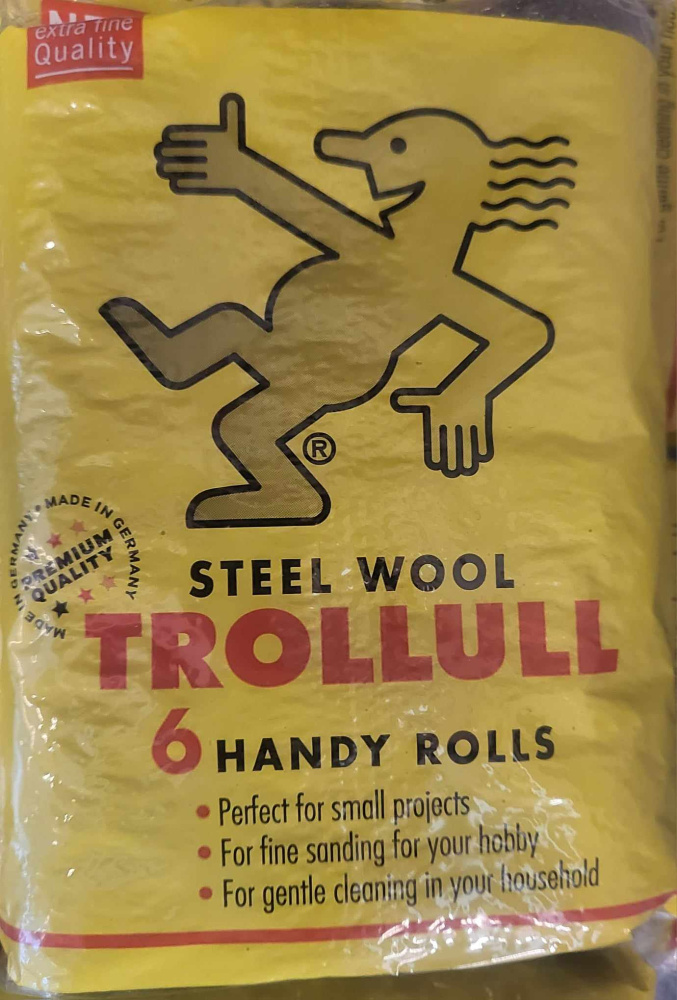 extra fine
Quality
®
MADE IN GERMANY • MADE IN GERMANY
PREMIUM
QUALITY
STEEL WOOL
TROLLULL
6 HANDY ROLLS
• Perfect for small projects
• For fine sanding for your hobby
• For gentle cleaning in your household